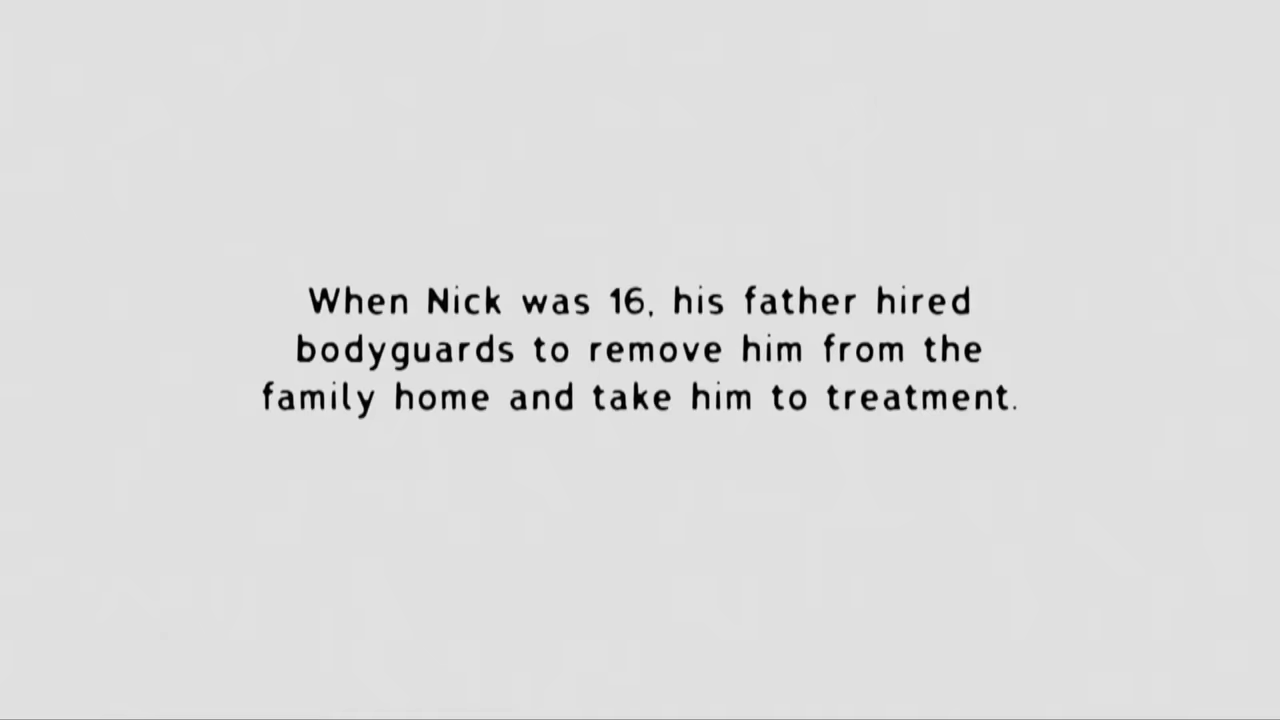 When Nick was 16, his father hired
bodyguards to remove him from the
family home and take him to treatment.